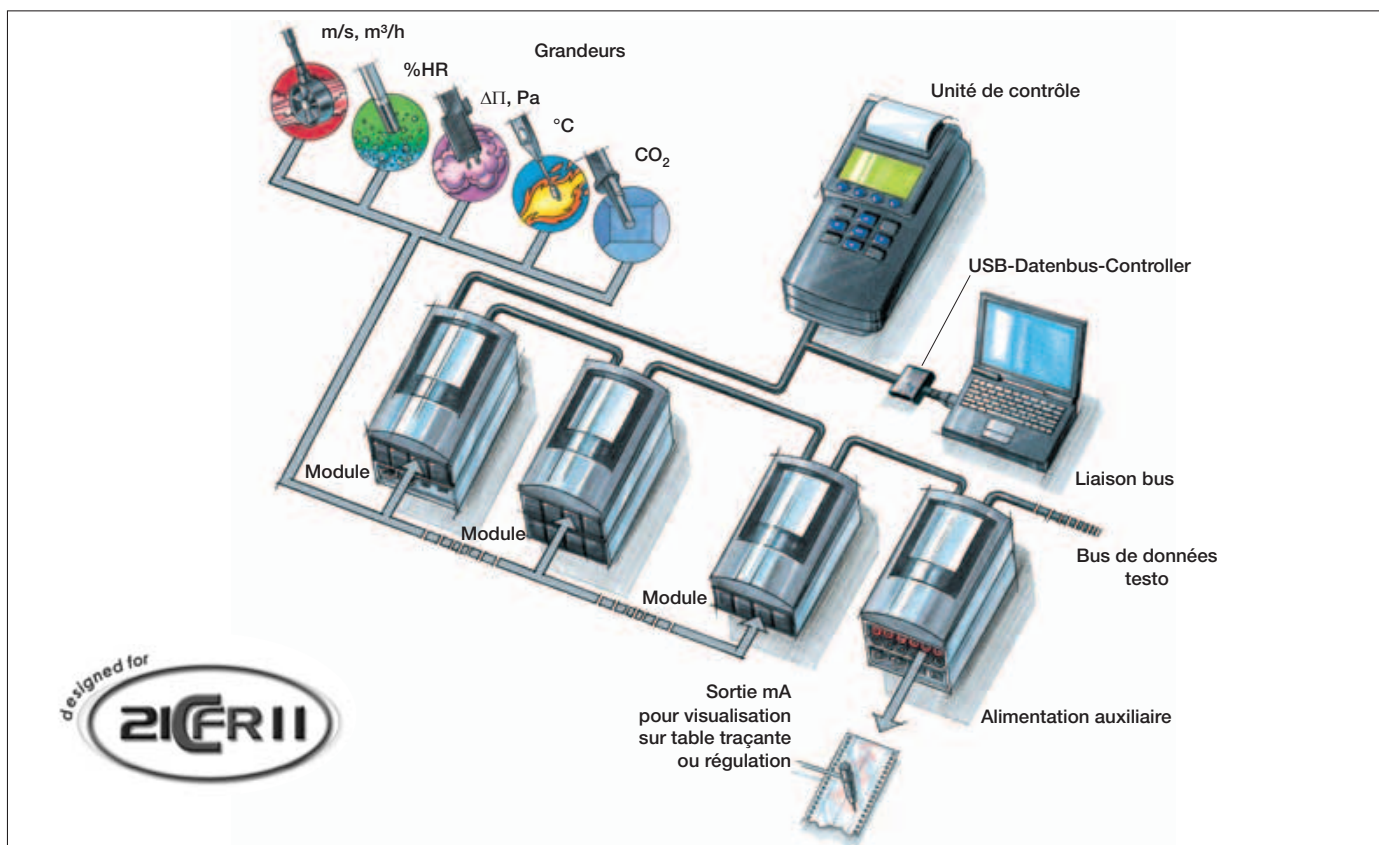 m/s, m³/h
Grandeurs
%HR
ΔΠ, Pa
°C
CO₂
Unité de contrôle
USB-Datenbus-Controller
Module
Module
Module
Liaison bus
Bus de données
testo
Sortie mA
pour visualisation
sur table traçante
ou régulation
Alimentation auxiliaire
designed for
21CFR11